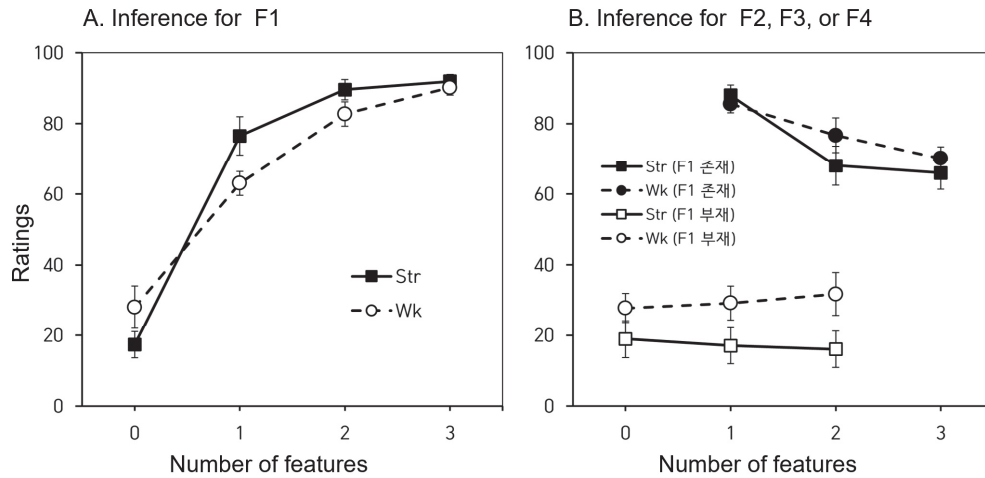 A. Inference for F1
B. Inference for F2, F3, or F4
Ratings
100
80
60
40
20
0
0 1 2 3
Number of features
Str
Wk
100
80
60
40
20
0
0 1 2 3
Number of features
Str (F1 존재)
Wk (F1 존재)
Str (F1 부재)
Wk (F1 부재)